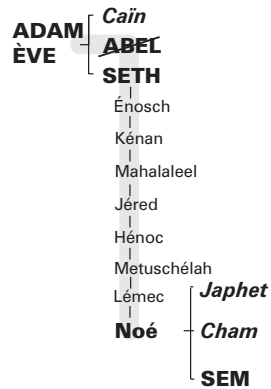 Caïn
ADAM
ÈVE
ABEL
SETH
Énosch
Kénan
Mahalaleel
Jéred
Hénoc
Metuschélah
Lémec
Japhet
Noé
Cham
SEM